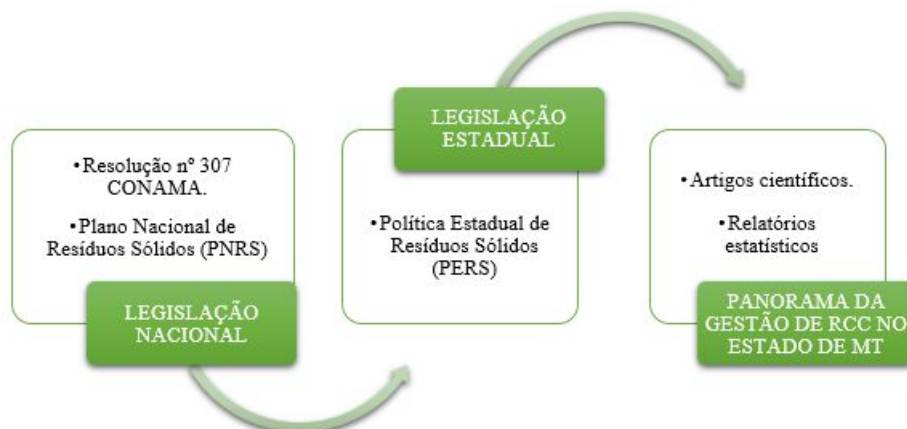 •Resolução nº 307
CONAMA.
•Plano Nacional de
Resíduos Sólidos (PNRS)
LEGISLAÇÃO
NACIONAL
LEGISLAÇÃO
ESTADUAL
•Política Estadual de
Resíduos Sólidos
(PERS)
•Artigos científicos.
•Relatórios
estatísticos
PANORAMA DA
GESTÃO DE RCC NO
ESTADO DE MT